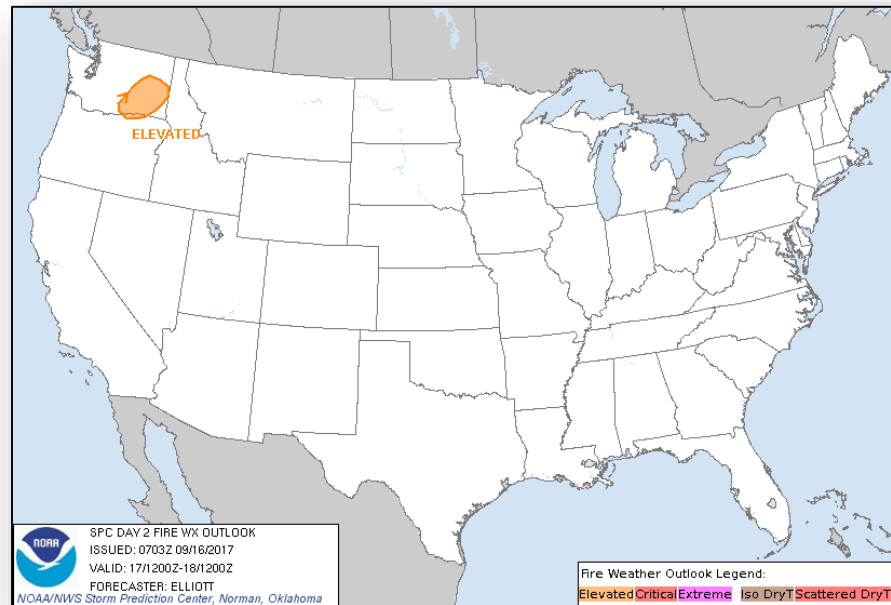 ELEVATED
NOAA
SPC DAY 2 FIRE WX OUTLOOK
ISSUED: 0703Z 09/16/2017
VALID: 17/1200Z-18/1200Z
FORECASTER: ELLIOTT
NOAA/NWS Storm Prediction Center, Norman, Oklahoma
Fire Weather Outlook Legend:
Elevated Critical Extreme Iso DryT Scattered DryT